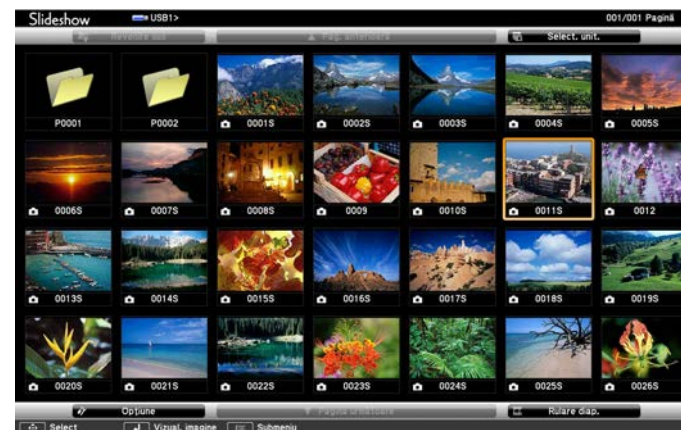 Slideshow USB1> 001/001 Pagină
Revenire sus Pag. anterioară Select. unit.
P0001 P0002 0001S 0002S 0003S 0004S 0005S
0006S 0007S 0008S 0009 0010S 0011S 0012
0013S 0014S 0015S 0016S 0017S 0018S 0019S
0020S 0021S 0022S 0023S 0024S 0025S 0026S
Opţiune Pagina următoare Rulare diap.
Select Vizual. imagine Submeniu